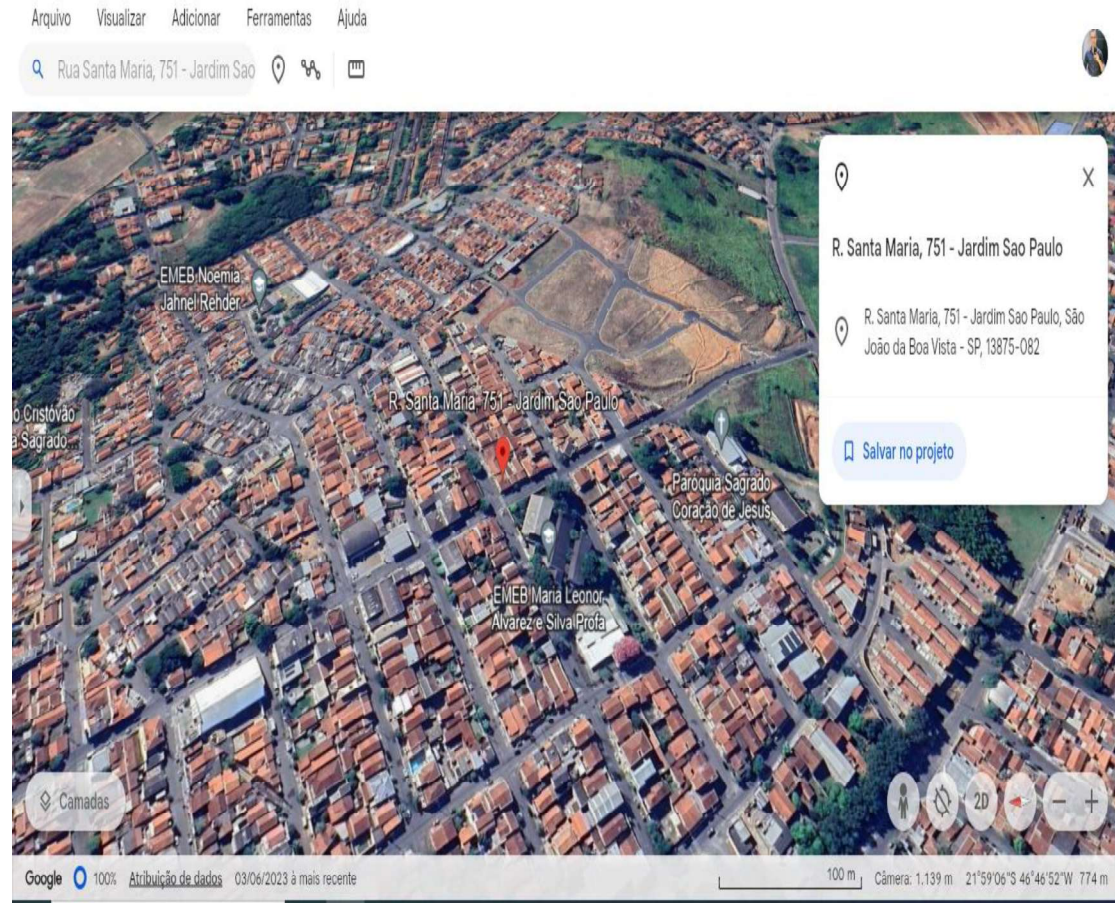 Arquivo Visualizar Adicionar Ferramentas Ajuda
Rua Santa Maria, 751 - Jardim Sao
R. Santa Maria, 751 - Jardim Sao Paulo
R. Santa Maria, 751 - Jardim Sao Paulo, São
João da Boa Vista - SP, 13875-082
Salvar no projeto
EMEB Noemia
Jahnel Rehder
R. Santa Maria, 751 - Jardim Sao Paulo
o Cristóvão
a Sagrado...
Paróquia Sagrado
Coração de Jesus
EMEB Maria Leonor
Alvarez e Silva Profa
Camadas
2D
Google 100% Atribuição de dados 03/06/2023 à mais recente 100 m Câmera: 1.139 m 21°59'06"S 46°46'52"W 774 m